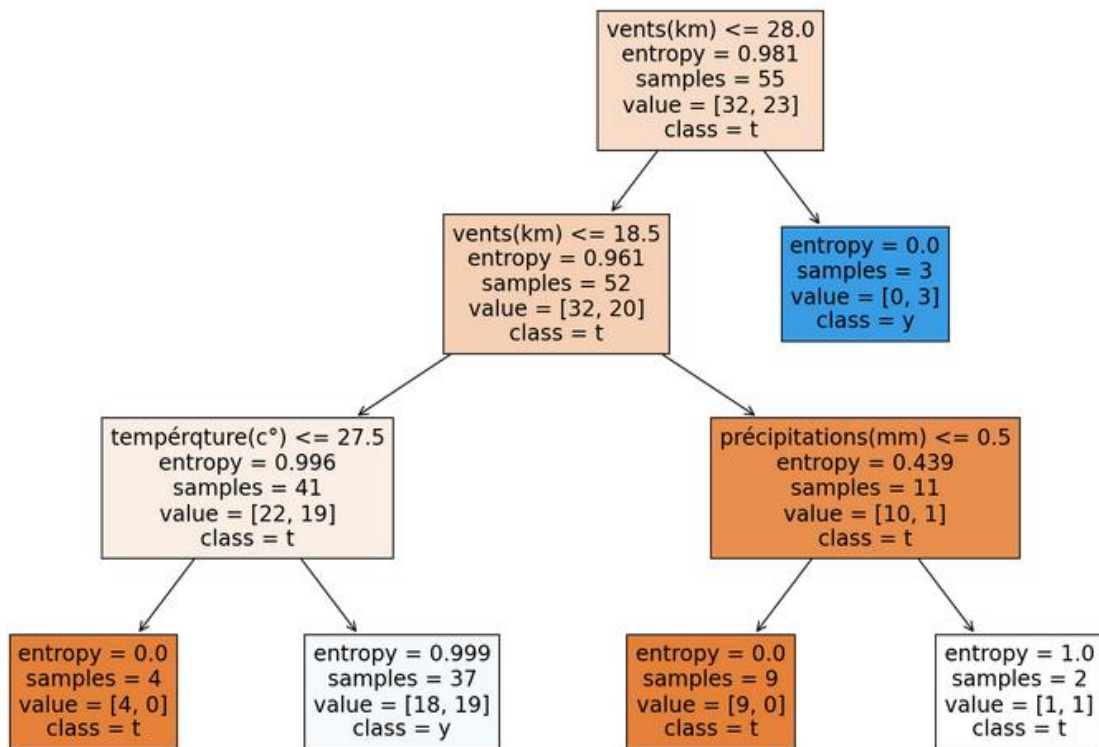 vents(km) <= 28.0
entropy = 0.981
samples = 55
value = [32, 23]
class = t
vents(km) <= 18.5
entropy = 0.961
samples = 52
value = [32, 20]
class = t
entropy = 0.0
samples = 3
value = [0, 3]
class = y
tempérqture(c°) <= 27.5
entropy = 0.996
samples = 41
value = [22, 19]
class = t
précipitations(mm) <= 0.5
entropy = 0.439
samples = 11
value = [10, 1]
class = t
entropy = 0.0
samples = 4
value = [4, 0]
class = t
entropy = 0.999
samples = 37
value = [18, 19]
class = y
entropy = 0.0
samples = 9
value = [9, 0]
class = t
entropy = 1.0
samples = 2
value = [1, 1]
class = t